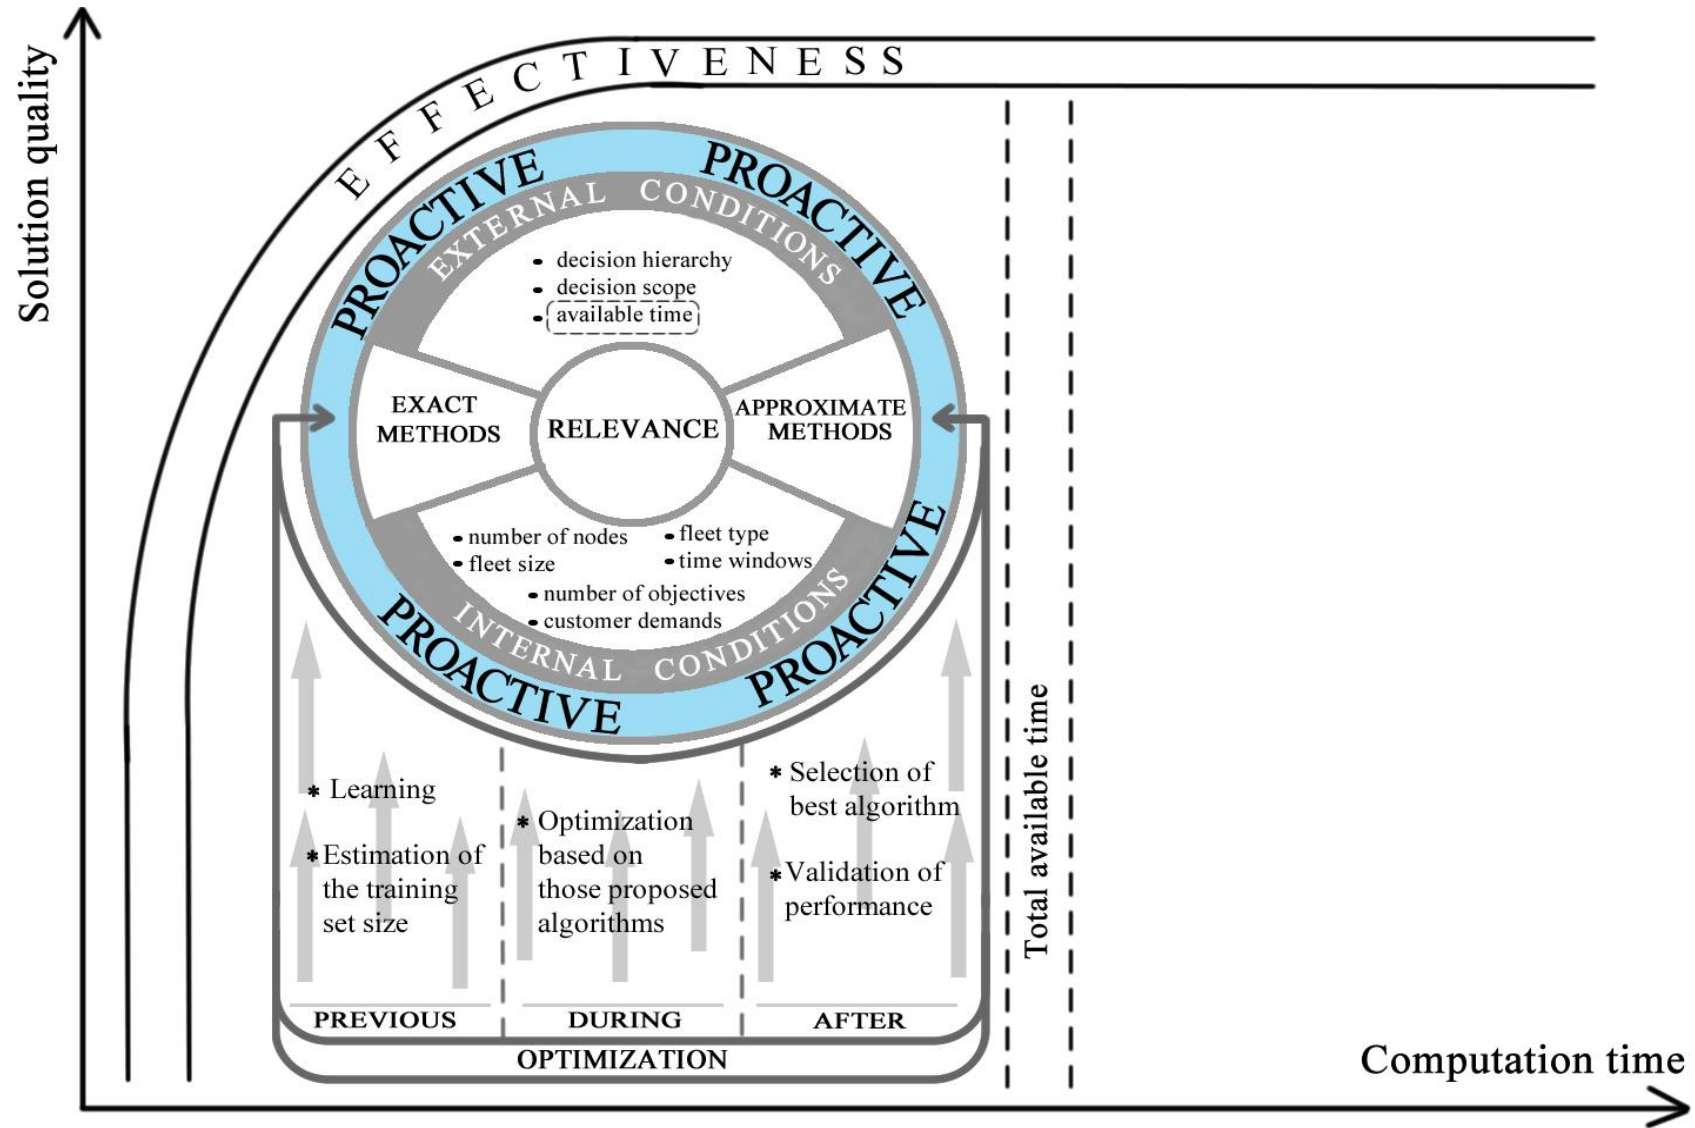 Solution quality
EFFECTIVENESS
PROACTIVE
PROACTIVE
EXTERNAL CONDITIONS
• decision hierarchy
• decision scope
• available time
EXACT
METHODS
RELEVANCE
APPROXIMATE
METHODS
• number of nodes
• fleet size
• fleet type
• time windows
• number of objectives
• customer demands
INTERNAL CONDITIONS
PROACTIVE
PROACTIVE
* Learning
* Estimation of
the training
set size
* Optimization
based on
those proposed
algorithms
* Selection of
best algorithm
* Validation of
performance
PREVIOUS
DURING
AFTER
OPTIMIZATION
Total available time
Computation time